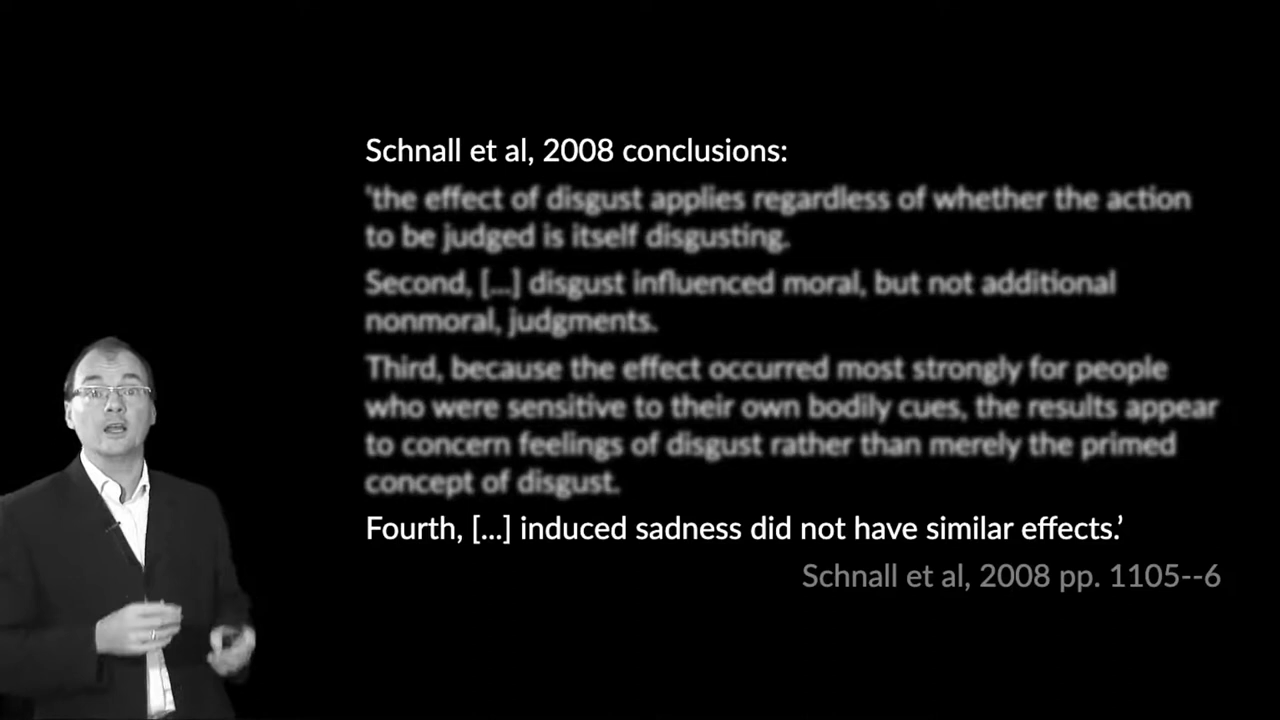 Schnall et al, 2008 conclusions:
'the effect of disgust applies regardless of whether the action
to be judged is itself disgusting.
Second, [...] disgust influenced moral, but not additional
nonmoral, judgments.
Third, because the effect occurred most strongly for people
who were sensitive to their own bodily cues, the results appear
to concern feelings of disgust rather than merely the primed
concept of disgust.
Fourth, [...] induced sadness did not have similar effects.’
Schnall et al, 2008 pp. 1105--6